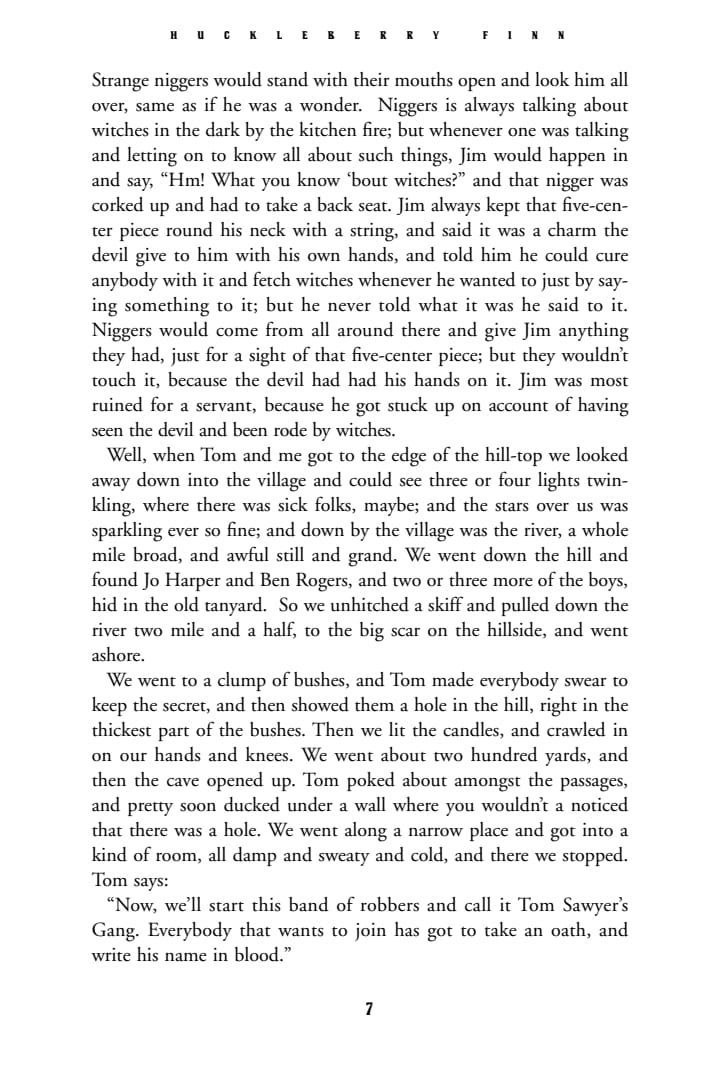 HUCKLEBERRY FINN
Strange niggers would stand with their mouths open and look him all
over, same as if he was a wonder. Niggers is always talking about
witches in the dark by the kitchen fire; but whenever one was talking
and letting on to know all about such things, Jim would happen in
and say, “Hm! What you know ‘bout witches?” and that nigger was
corked up and had to take a back seat. Jim always kept that five-cen-
ter piece round his neck with a string, and said it was a charm the
devil give to him with his own hands, and told him he could cure
anybody with it and fetch witches whenever he wanted to just by say-
ing something to it; but he never told what it was he said to it.
Niggers would come from all around there and give Jim anything
they had, just for a sight of that five-center piece; but they wouldn’t
touch it, because the devil had had his hands on it. Jim was most
ruined for a servant, because he got stuck up on account of having
seen the devil and been rode by witches.
Well, when Tom and me got to the edge of the hill-top we looked
away down into the village and could see three or four lights twin-
kling, where there was sick folks, maybe; and the stars over us was
sparkling ever so fine; and down by the village was the river, a whole
mile broad, and awful still and grand. We went down the hill and
found Jo Harper and Ben Rogers, and two or three more of the boys,
hid in the old tanyard. So we unhitched a skiff and pulled down the
river two mile and a half, to the big scar on the hillside, and went
ashore.
We went to a clump of bushes, and Tom made everybody swear to
keep the secret, and then showed them a hole in the hill, right in the
thickest part of the bushes. Then we lit the candles, and crawled in
on our hands and knees. We went about two hundred yards, and
then the cave opened up. Tom poked about amongst the passages,
and pretty soon ducked under a wall where you wouldn’t a noticed
that there was a hole. We went along a narrow place and got into a
kind of room, all damp and sweaty and cold, and there we stopped.
Tom says:
“Now, we’ll start this band of robbers and call it Tom Sawyer’s
Gang. Everybody that wants to join has got to take an oath, and
write his name in blood.”
7